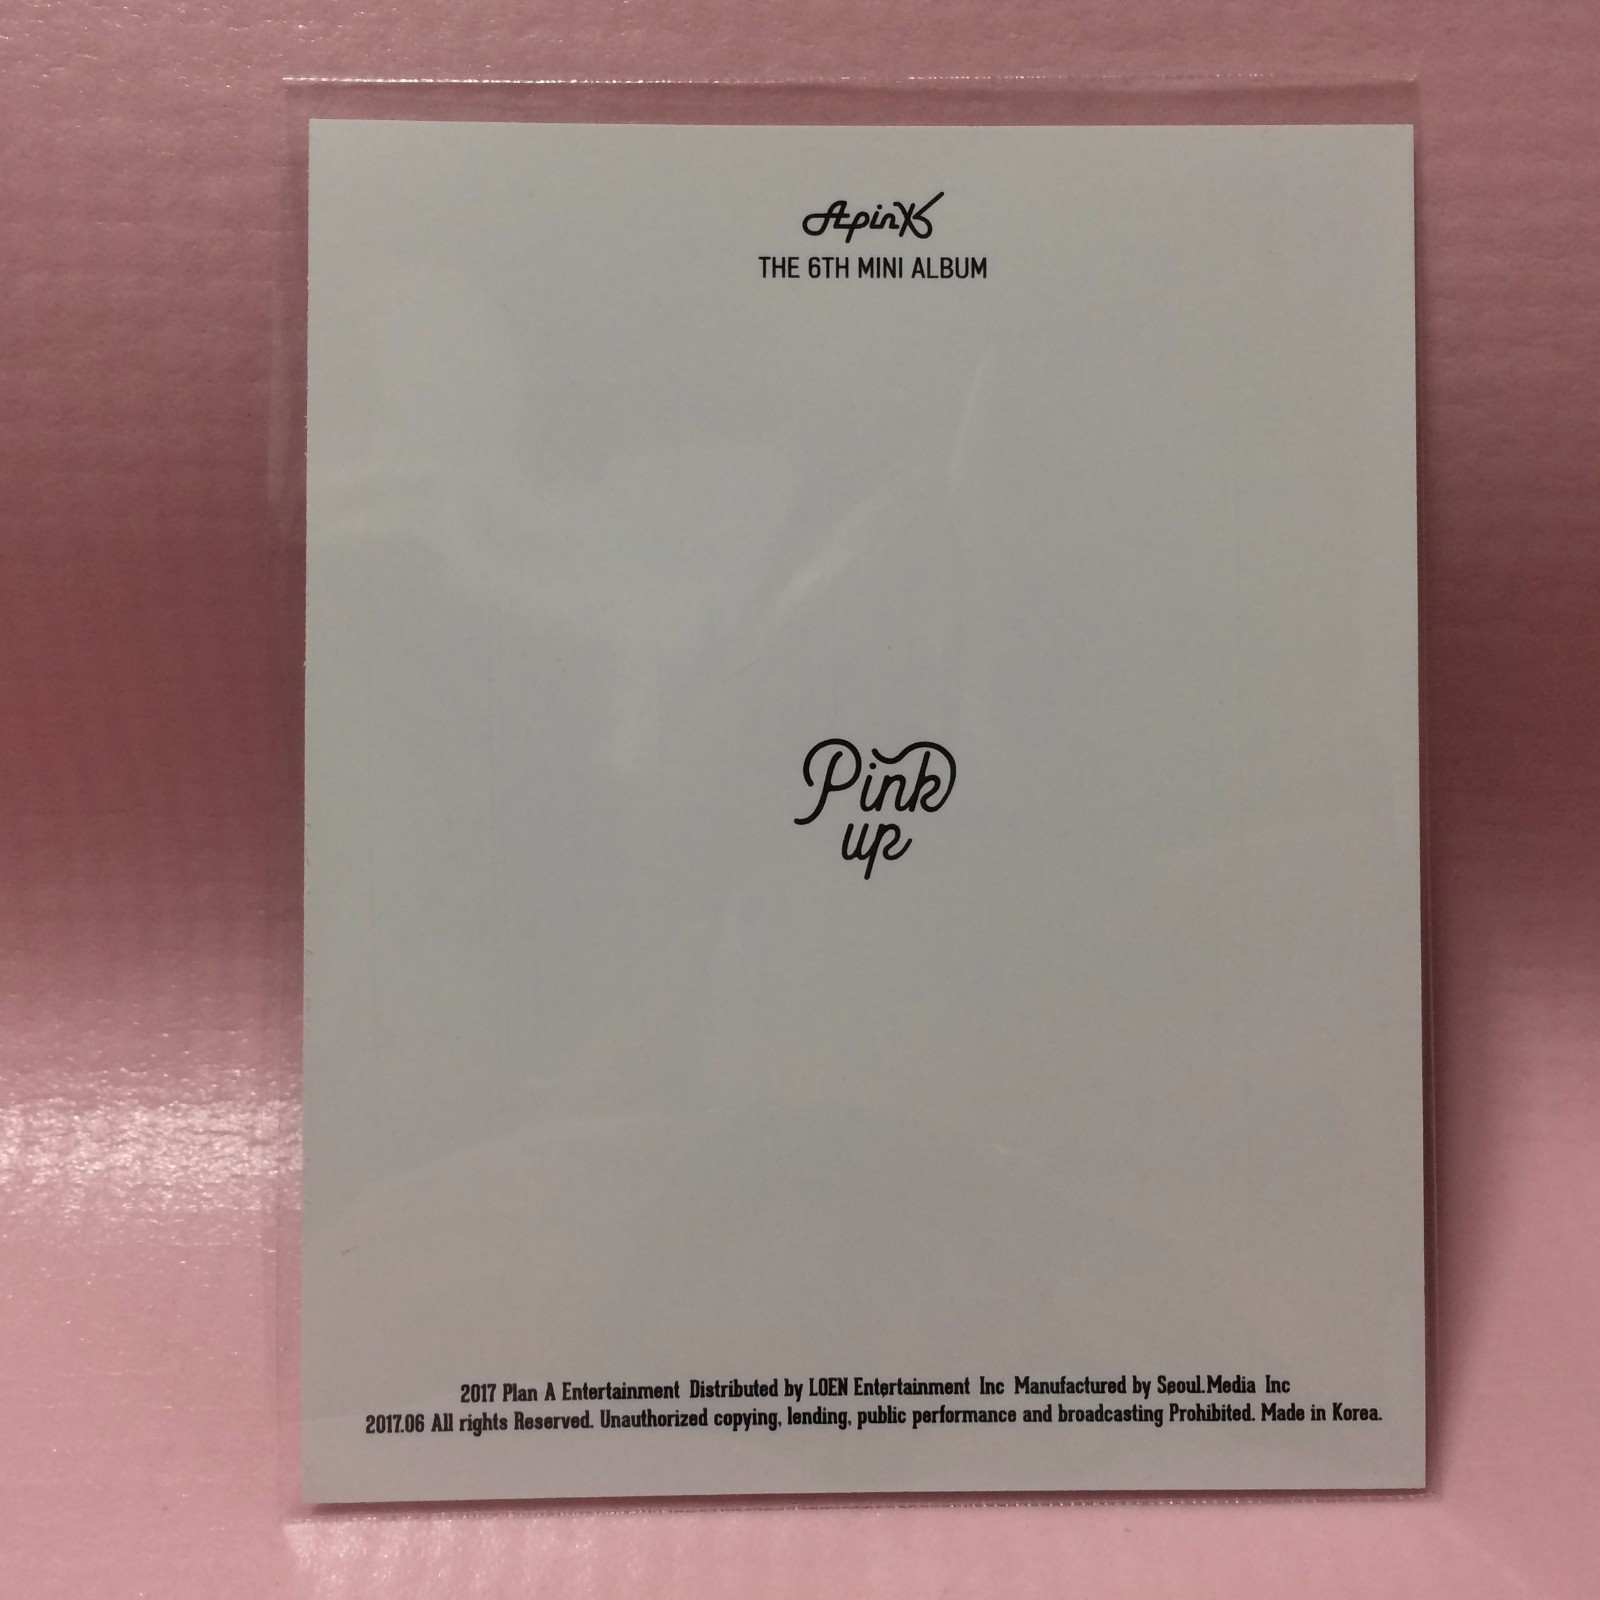 Apink
THE 6TH MINI ALBUM
Pink
up
2017 Plan A Entertainment Distributed by LOEN Entertainment Inc Manufactured by Seoul.Media Inc
2017.06 All rights Reserved. Unauthorized copying, lending, public performance and broadcasting Prohibited. Made in Korea.